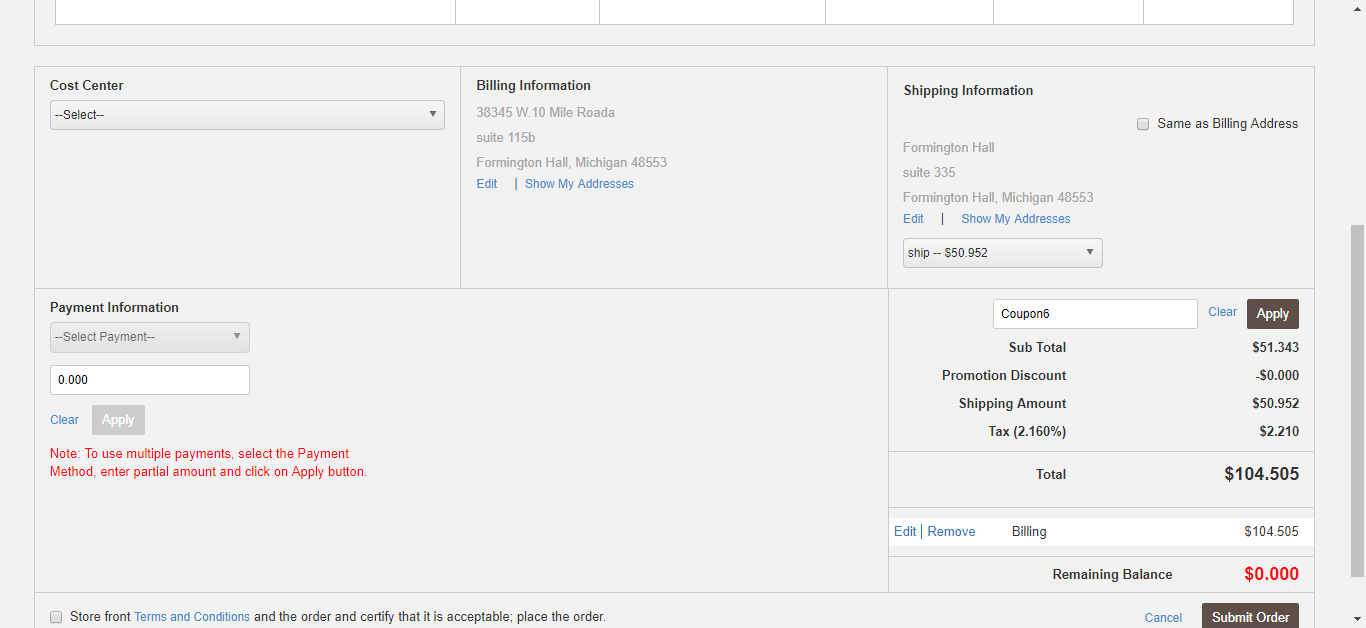 Cost Center
--Select--
Billing Information
38345 W.10 Mile Roada
suite 115b
Formington Hall, Michigan 48553
Edit | Show My Addresses
Shipping Information
Same as Billing Address
Formington Hall
suite 335
Formington Hall, Michigan 48553
Edit | Show My Addresses
ship -- $50.952
Payment Information
--Select Payment--
0.000
Clear Apply
Note: To use multiple payments, select the Payment
Method, enter partial amount and click on Apply button.
Coupon6 Clear Apply
Sub Total $51.343
Promotion Discount -$0.000
Shipping Amount $50.952
Tax (2.160%) $2.210
Total $104.505
Edit | Remove Billing $104.505
Remaining Balance $0.000
Store front Terms and Conditions and the order and certify that it is acceptable; place the order.
Cancel Submit Order